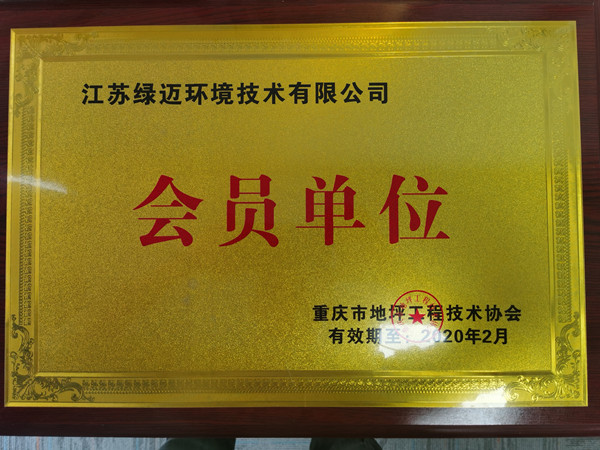 江苏绿迈环境技术有限公司
会员单位
重庆市地坪工程技术协会
有效期至：2020年2月